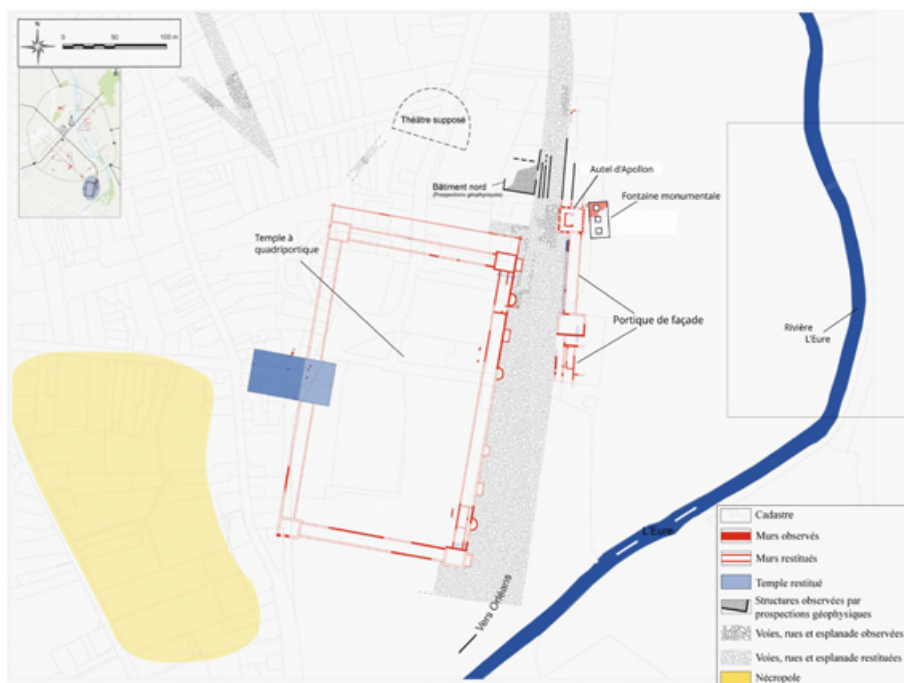 N
0 50 100 m
Théâtre supposé
Bâtiment nord
(Prospections géophysiques)
Autel d'Apollon
Fontaine monumentale
Temple à
quadriportique
Portique de façade
Rivière
L'Eure
L'Eure
Vers Orléans
Cadastre
Murs observés
Murs restitués
Temple restitué
Structures observées par
prospections géophysiques
Voies, rues et esplanade observées
Voies, rues et esplanade restituées
Nécropole